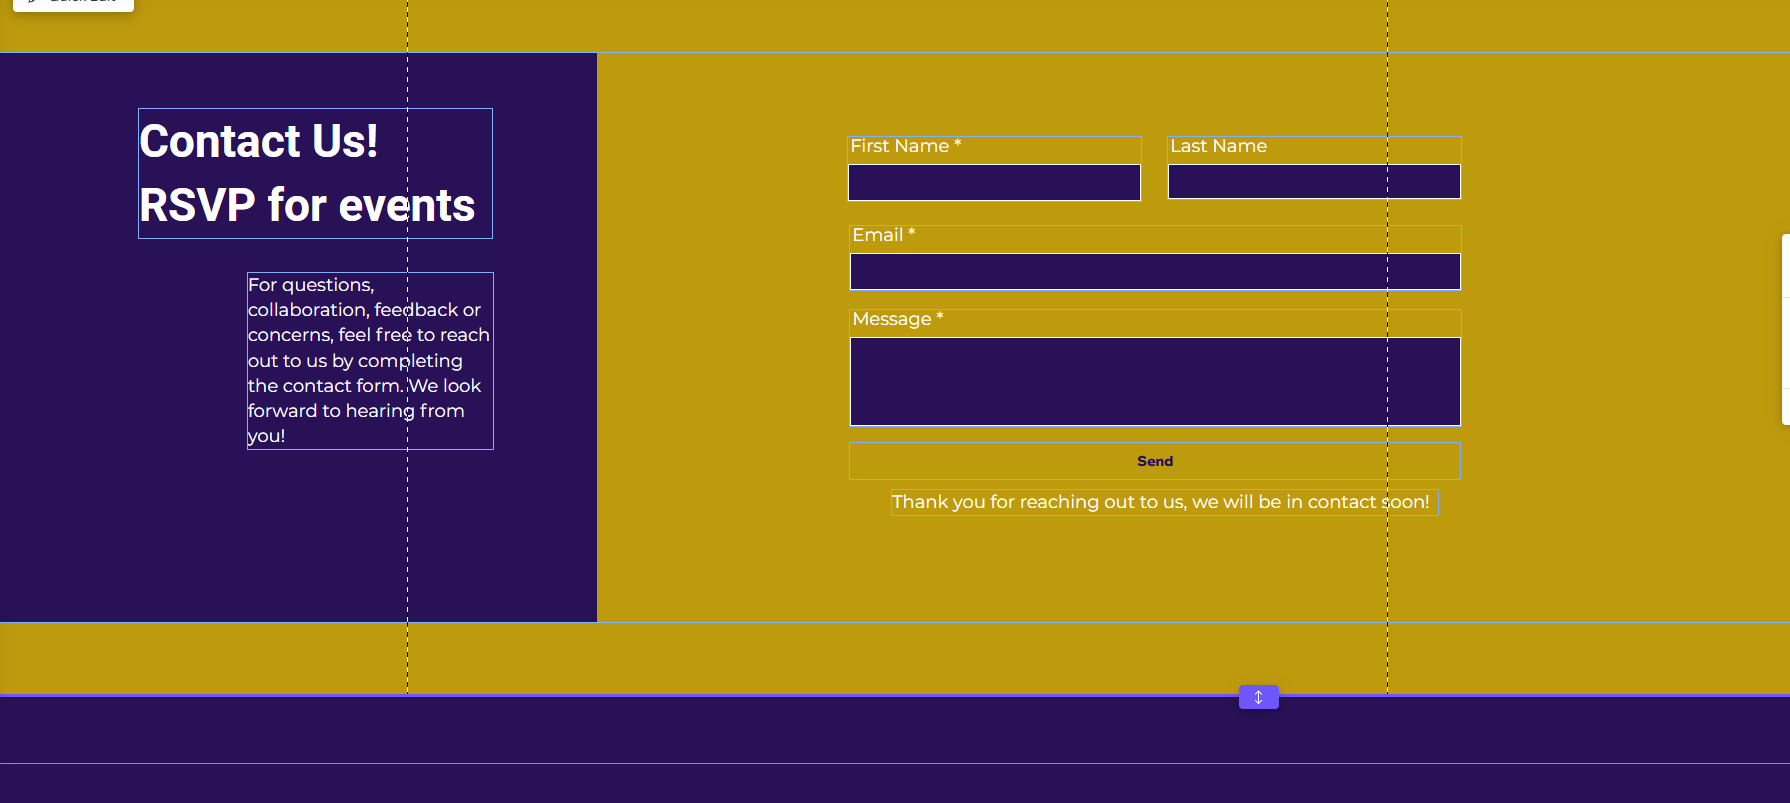 Contact Us!
RSVP for events
For questions,
collaboration, feedback or
concerns, feel free to reach
out to us by completing
the contact form. We look
forward to hearing from
you!
First Name *
Last Name
Email *
Message *
Send
Thank you for reaching out to us, we will be in contact soon!